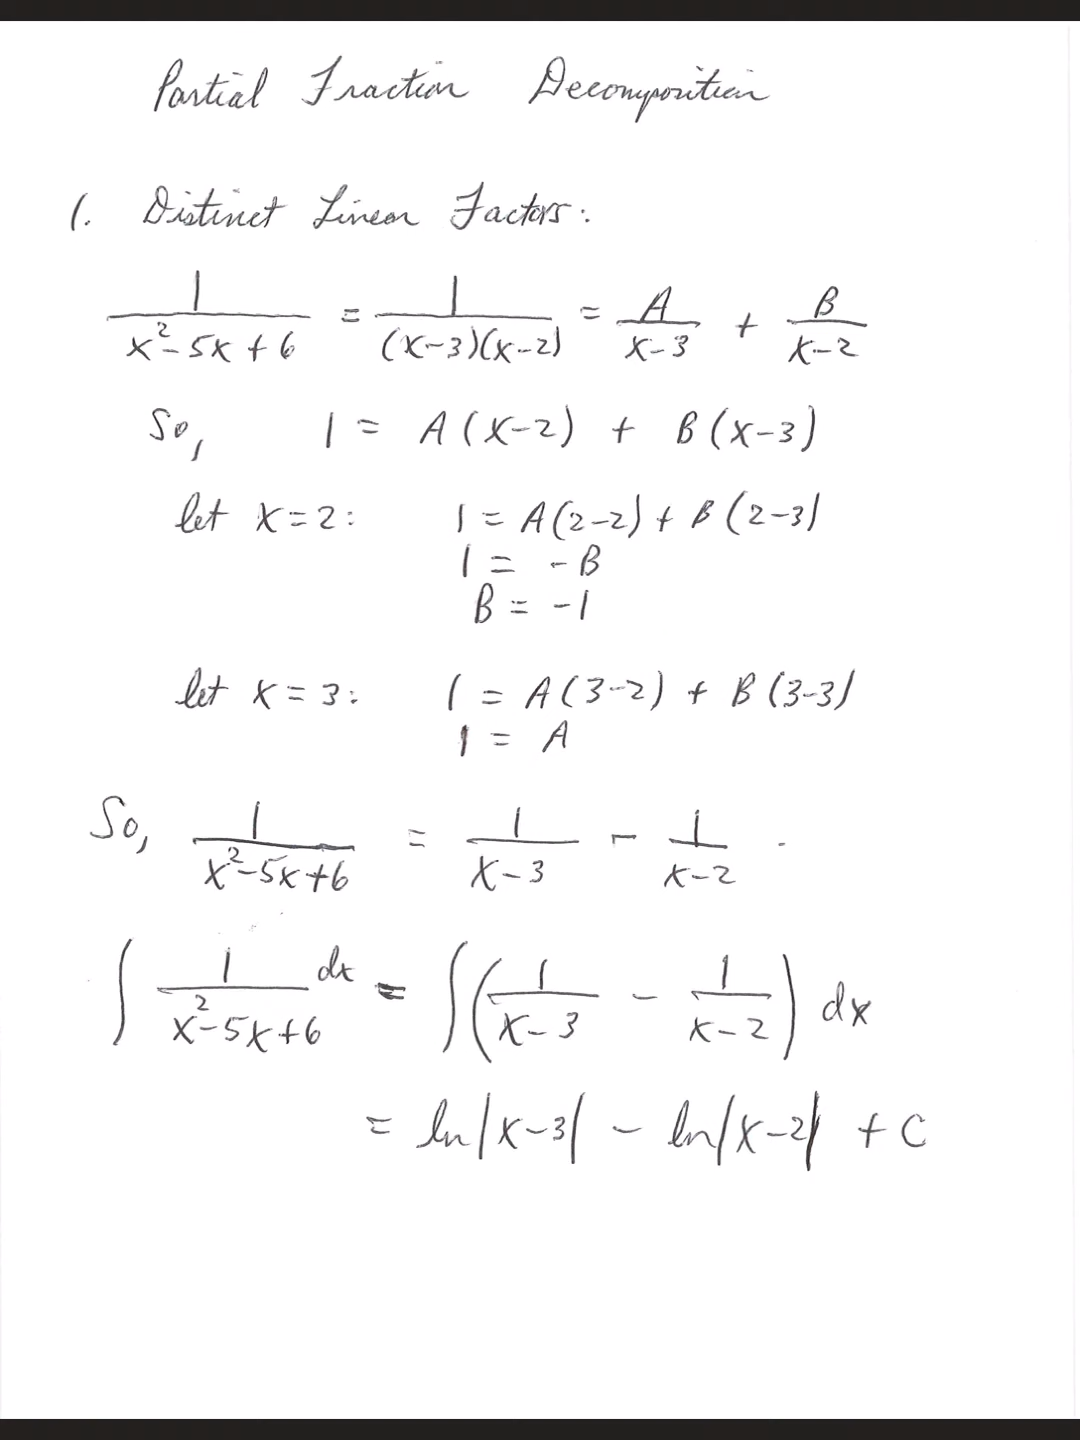 Partial Fraction Decomposition
1. Distinct Linear Factors:
1/(x²-5x+6) = 1/((x-3)(x-2)) = A/(x-3) + B/(x-2)
So, 1 = A(x-2) + B(x-3)
let x=2: 1 = A(2-2) + B(2-3)
1 = -B
B = -1
let x=3: 1 = A(3-2) + B(3-3)
1 = A
So, 1/(x²-5x+6) = 1/(x-3) - 1/(x-2).
∫ 1/(x²-5x+6) dx = ∫(1/(x-3) - 1/(x-2)) dx
= ln|x-3| - ln|x-2| + C